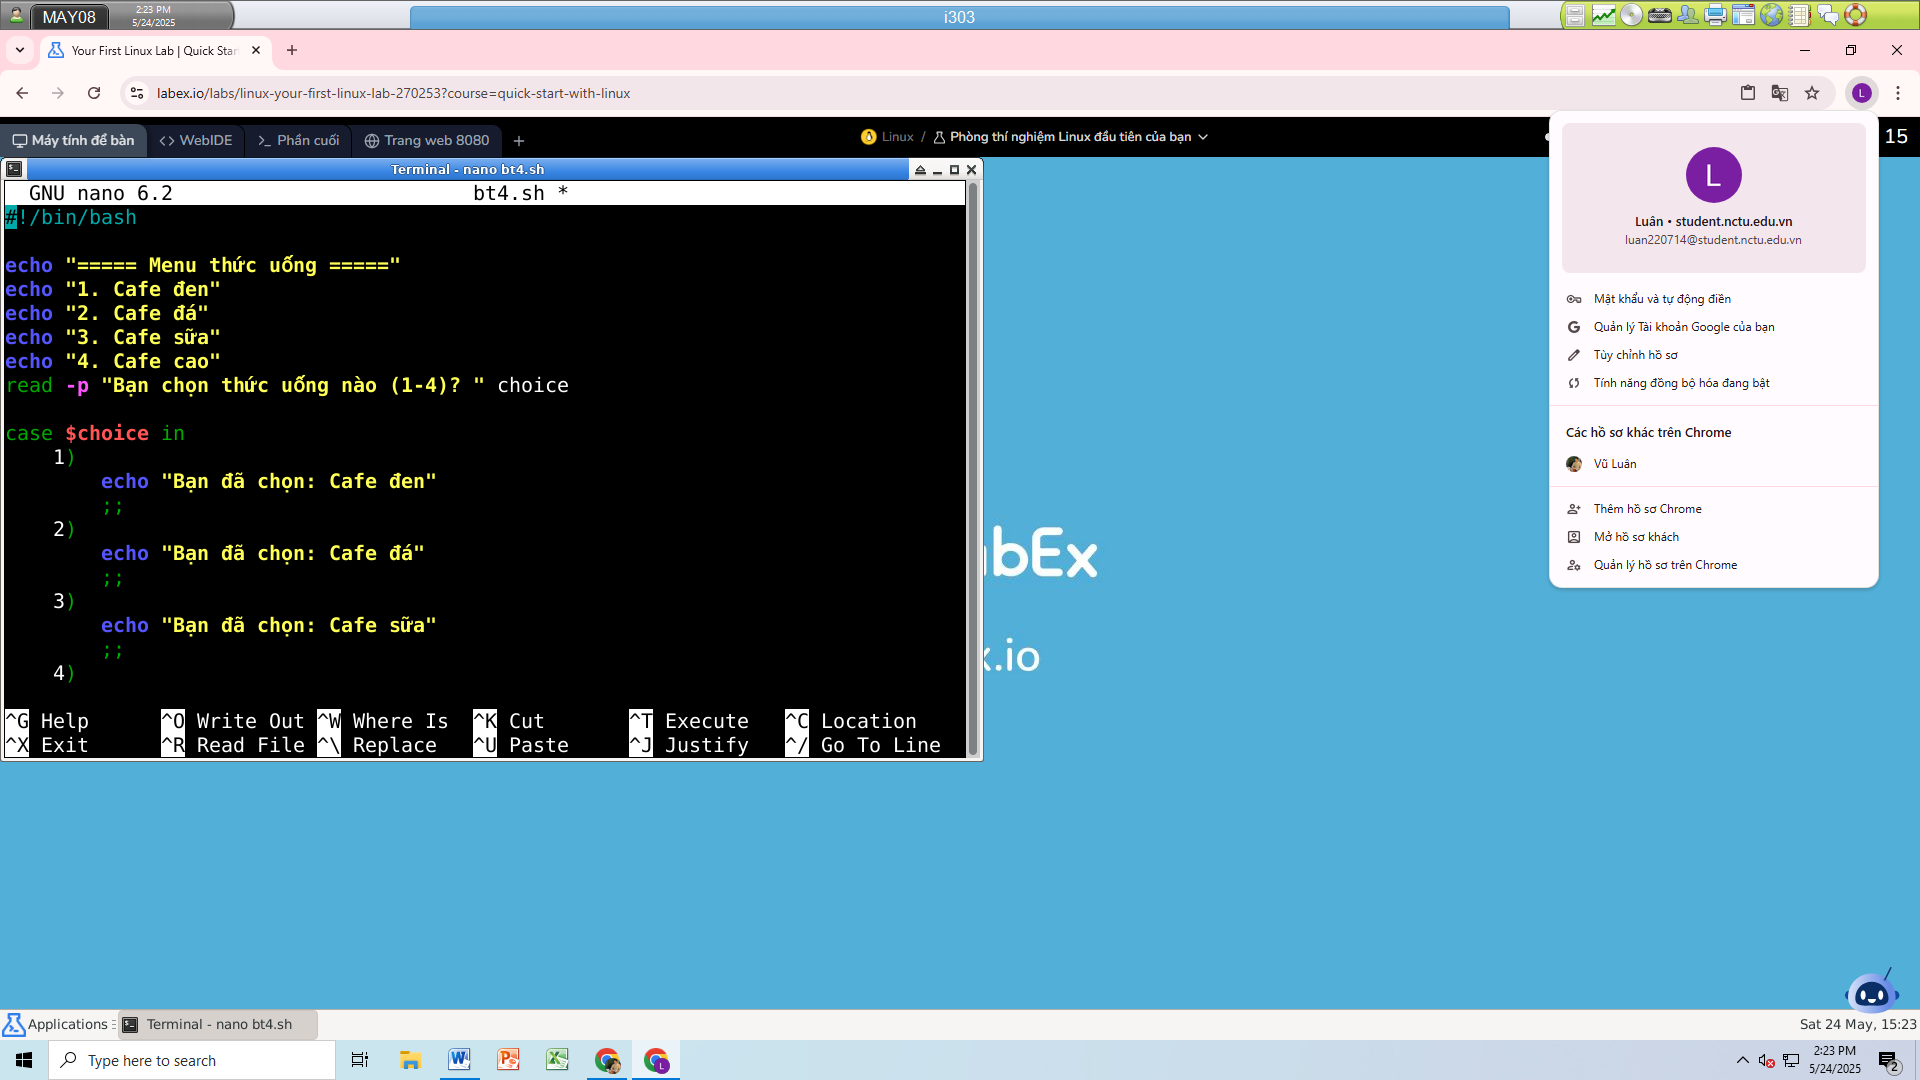 MAY08
2:23 PM
5/24/2025
i303
Your First Linux Lab | Quick Star
labex.io/labs/linux-your-first-linux-lab-270253?course=quick-start-with-linux
L
Máy tính để bàn
WebIDE
Phần cuối
Trang web 8080
Linux / Phòng thí nghiệm Linux đầu tiên của bạn
15
Terminal - nano bt4.sh
GNU nano 6.2 bt4.sh *
#!/bin/bash
echo "===== Menu thức uống ====="
echo "1. Cafe đen"
echo "2. Cafe đá"
echo "3. Cafe sữa"
echo "4. Cafe cao"
read -p "Bạn chọn thức uống nào (1-4)? " choice
case $choice in
1)
echo "Bạn đã chọn: Cafe đen"
;;
2)
echo "Bạn đã chọn: Cafe đá"
;;
3)
echo "Bạn đã chọn: Cafe sữa"
;;
4)
^G Help ^O Write Out ^W Where Is ^K Cut ^T Execute ^C Location
^X Exit ^R Read File ^\ Replace ^U Paste ^J Justify ^/ Go To Line
L
Luân • student.nctu.edu.vn
luan220714@student.nctu.edu.vn
Mật khẩu và tự động điền
Quản lý Tài khoản Google của bạn
Tùy chỉnh hồ sơ
Tính năng đồng bộ hóa đang bật
Các hồ sơ khác trên Chrome
Vũ Luân
Thêm hồ sơ Chrome
Mở hồ sơ khách
Quản lý hồ sơ trên Chrome
bEx
x.io
Applications
Terminal - nano bt4.sh
Sat 24 May, 15:23
Type here to search
L
2:23 PM
5/24/2025
2